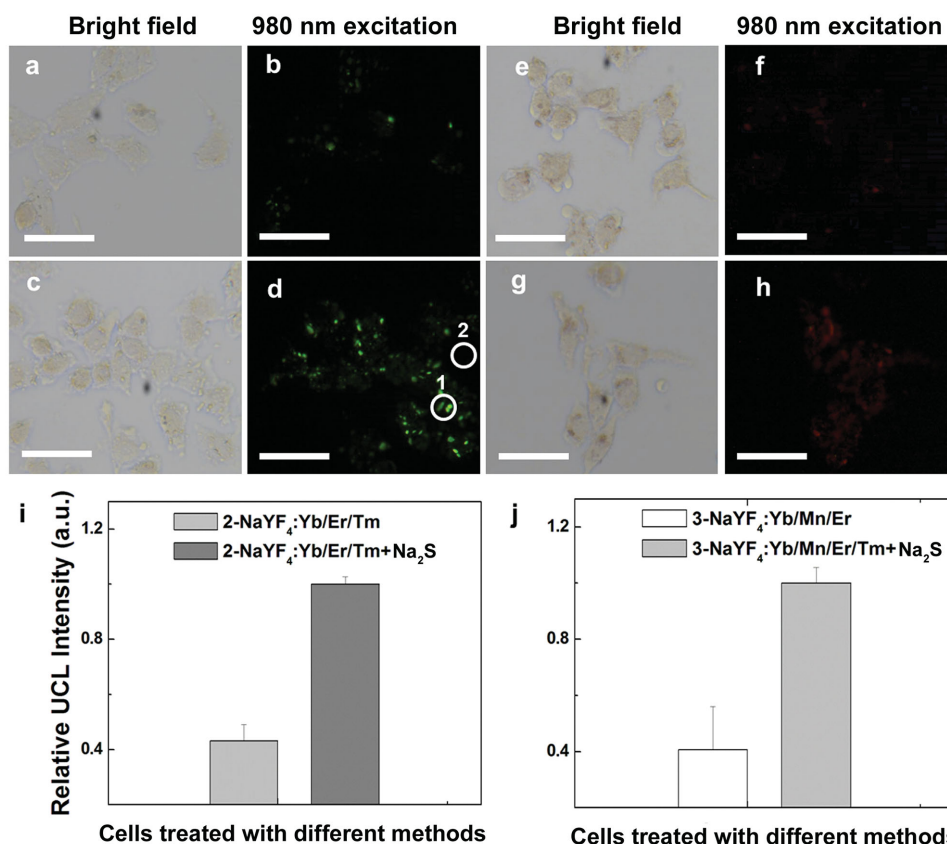 Bright field 980 nm excitation Bright field 980 nm excitation
a b e f
c d g h
2
1
i
Relative UCL Intensity (a.u.)
1.2
0.8
0.4
2-NaYF₄:Yb/Er/Tm
2-NaYF₄:Yb/Er/Tm+Na₂S
Cells treated with different methods
j
1.2
0.8
0.4
3-NaYF₄:Yb/Mn/Er
3-NaYF₄:Yb/Mn/Er/Tm+Na₂S
Cells treated with different methods